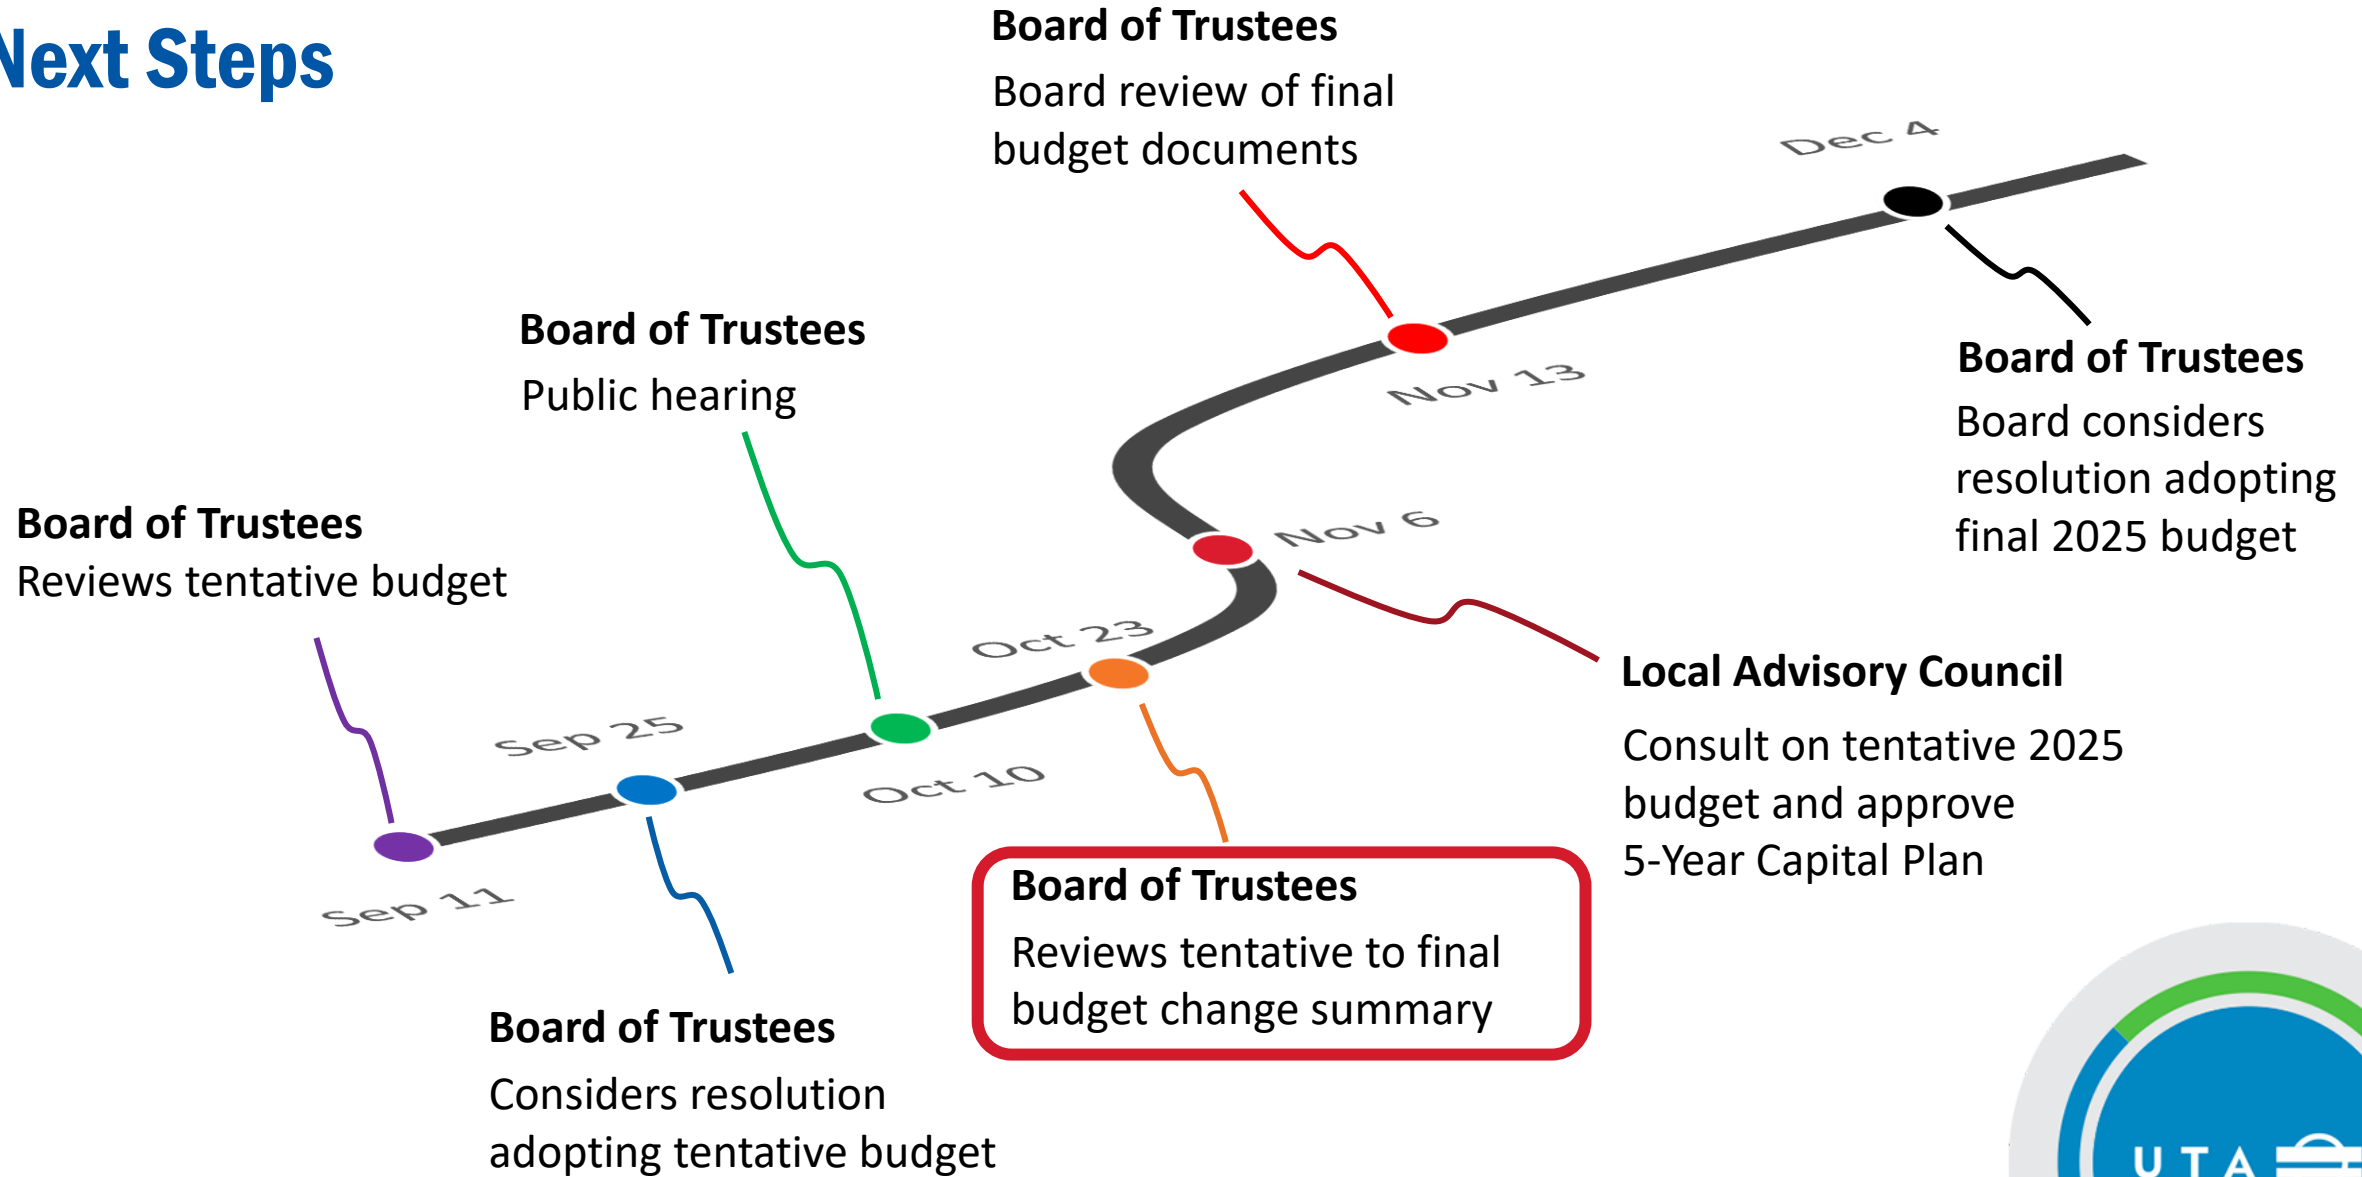 Next Steps
Board of Trustees
Board review of final
budget documents
Dec 4
Board of Trustees
Public hearing
Nov 13
Board of Trustees
Board considers
resolution adopting
final 2025 budget
Board of Trustees
Reviews tentative budget
Nov 6
Oct 23
Local Advisory Council
Consult on tentative 2025
budget and approve
5-Year Capital Plan
Sep 25
Oct 10
Sep 11
Board of Trustees
Reviews tentative to final
budget change summary
Board of Trustees
Considers resolution
adopting tentative budget
UTA